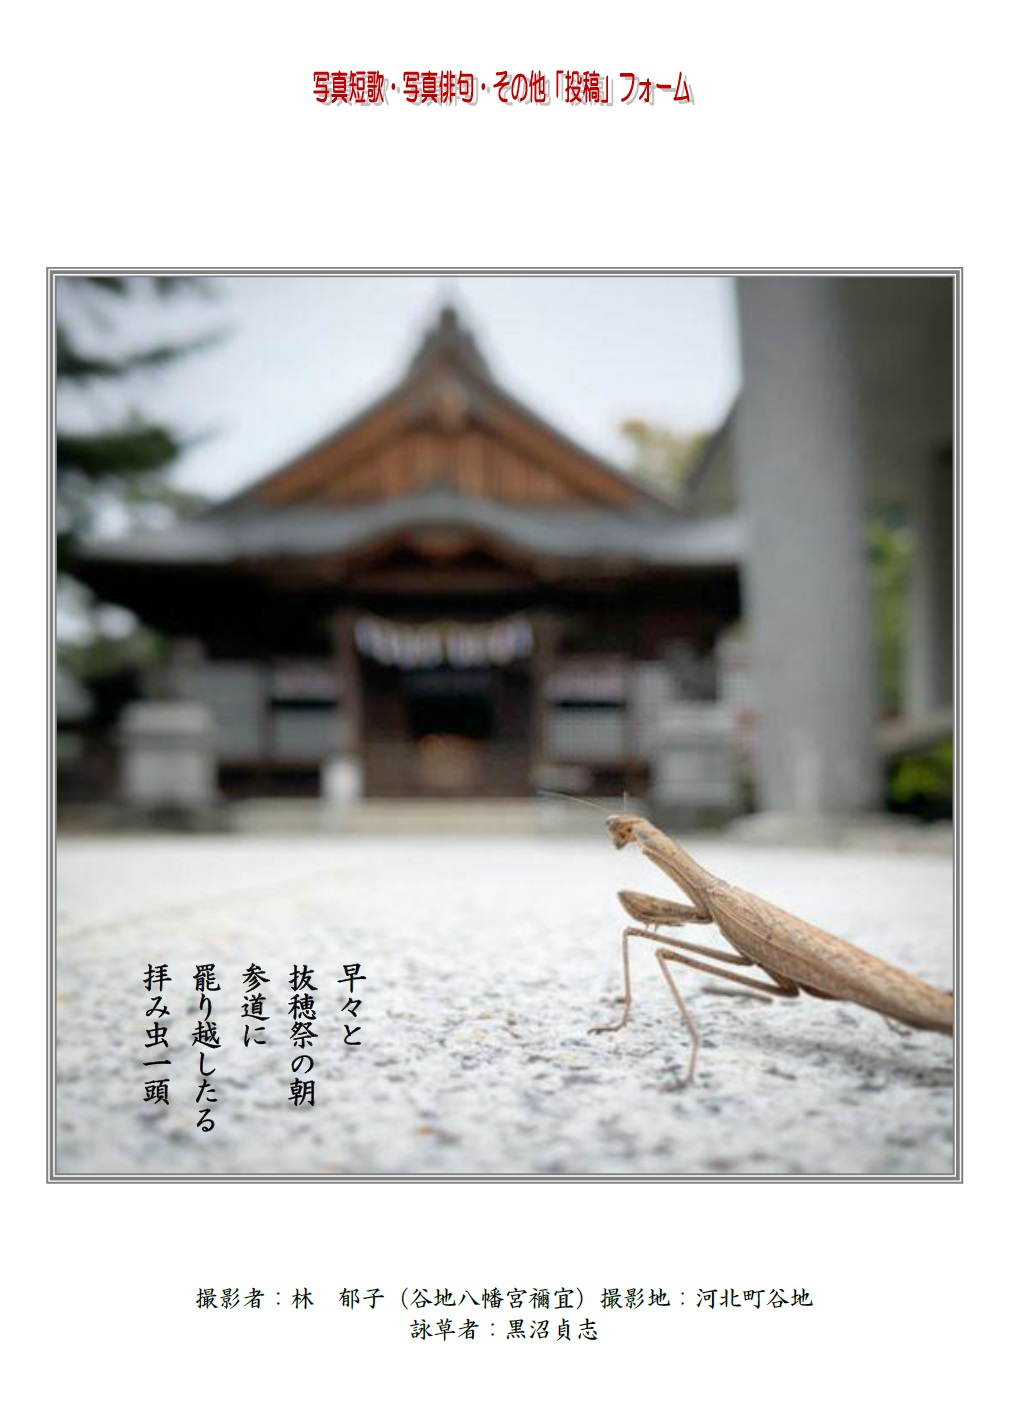 写真短歌・写真俳句・その他「投稿」フォーム
早々と
抜穂祭の朝
参道に
罷り越したる
拝み虫一頭
撮影者：林　郁子（谷地八幡宮禰宜）撮影地：河北町谷地
詠草者：黒沼貞志